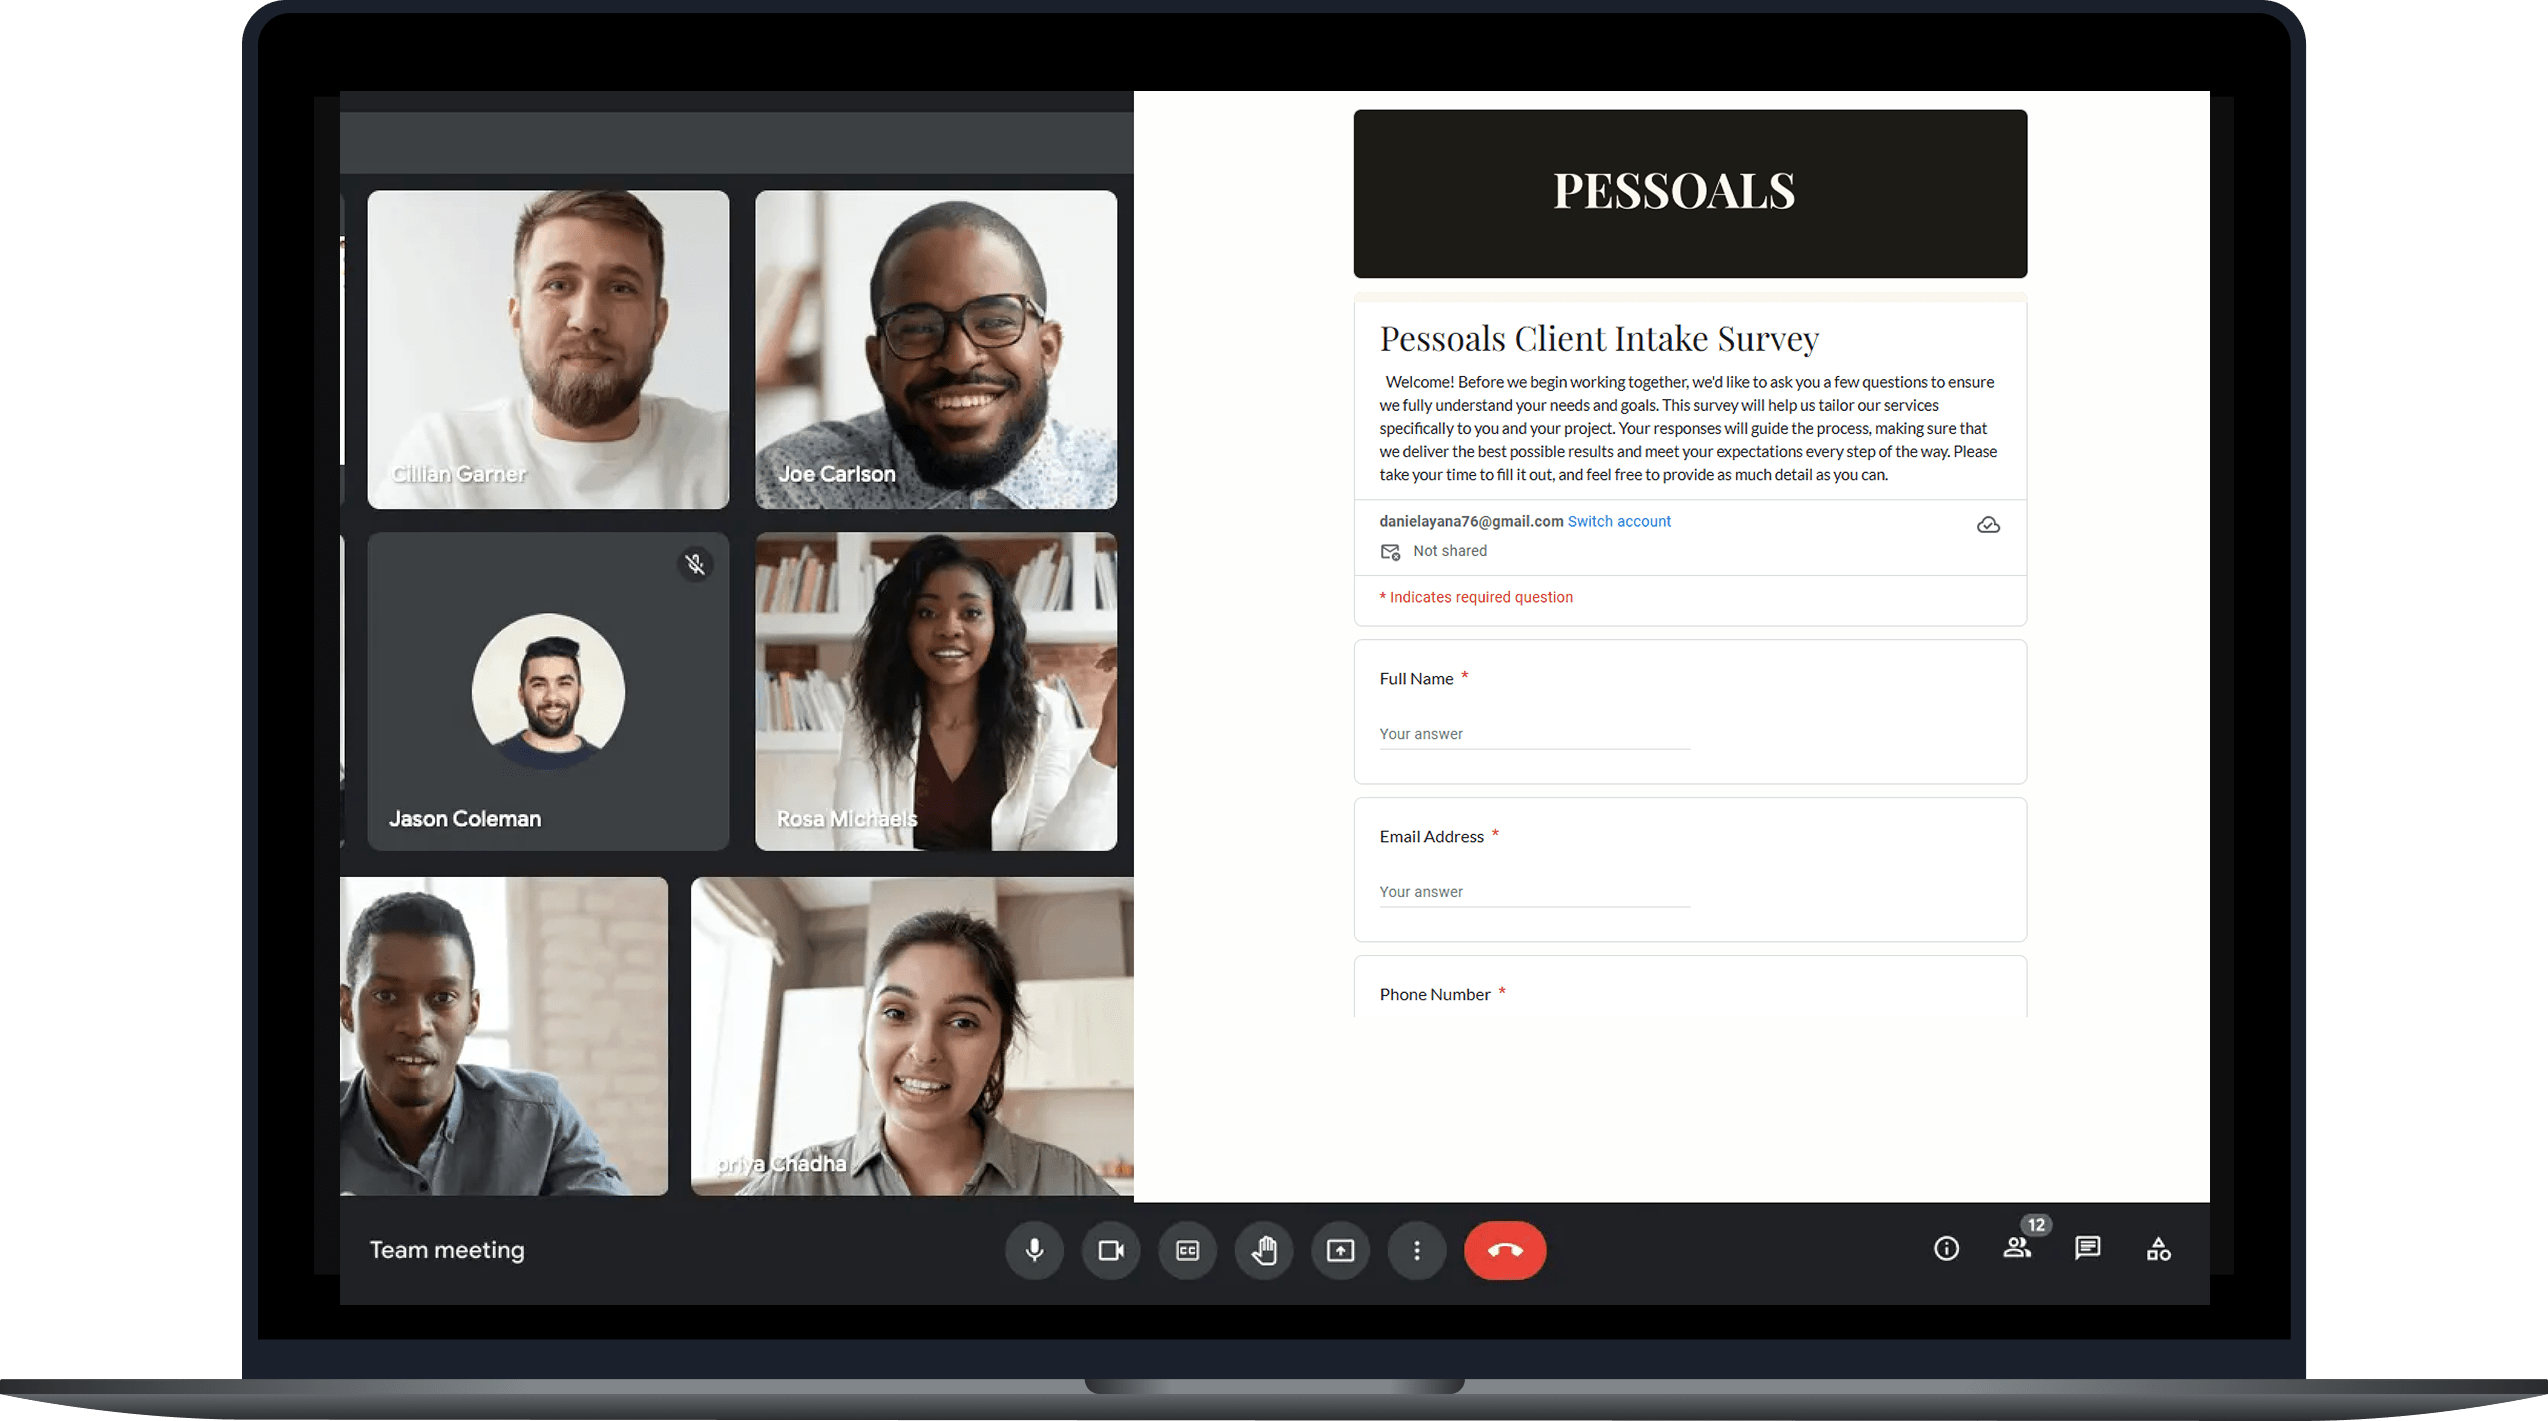 Cillian Garner
Joe Carlson
Jason Coleman
Rosa Michaels
priya Chadha
PESSOALS
Pessoals Client Intake Survey
Welcome! Before we begin working together, we'd like to ask you a few questions to ensure
we fully understand your needs and goals. This survey will help us tailor our services
specifically to you and your project. Your responses will guide the process, making sure that
we deliver the best possible results and meet your expectations every step of the way. Please
take your time to fill it out, and feel free to provide as much detail as you can.
danielayana76@gmail.com Switch account
Not shared
* Indicates required question
Full Name *
Your answer
Email Address *
Your answer
Phone Number *
Team meeting
CC
12